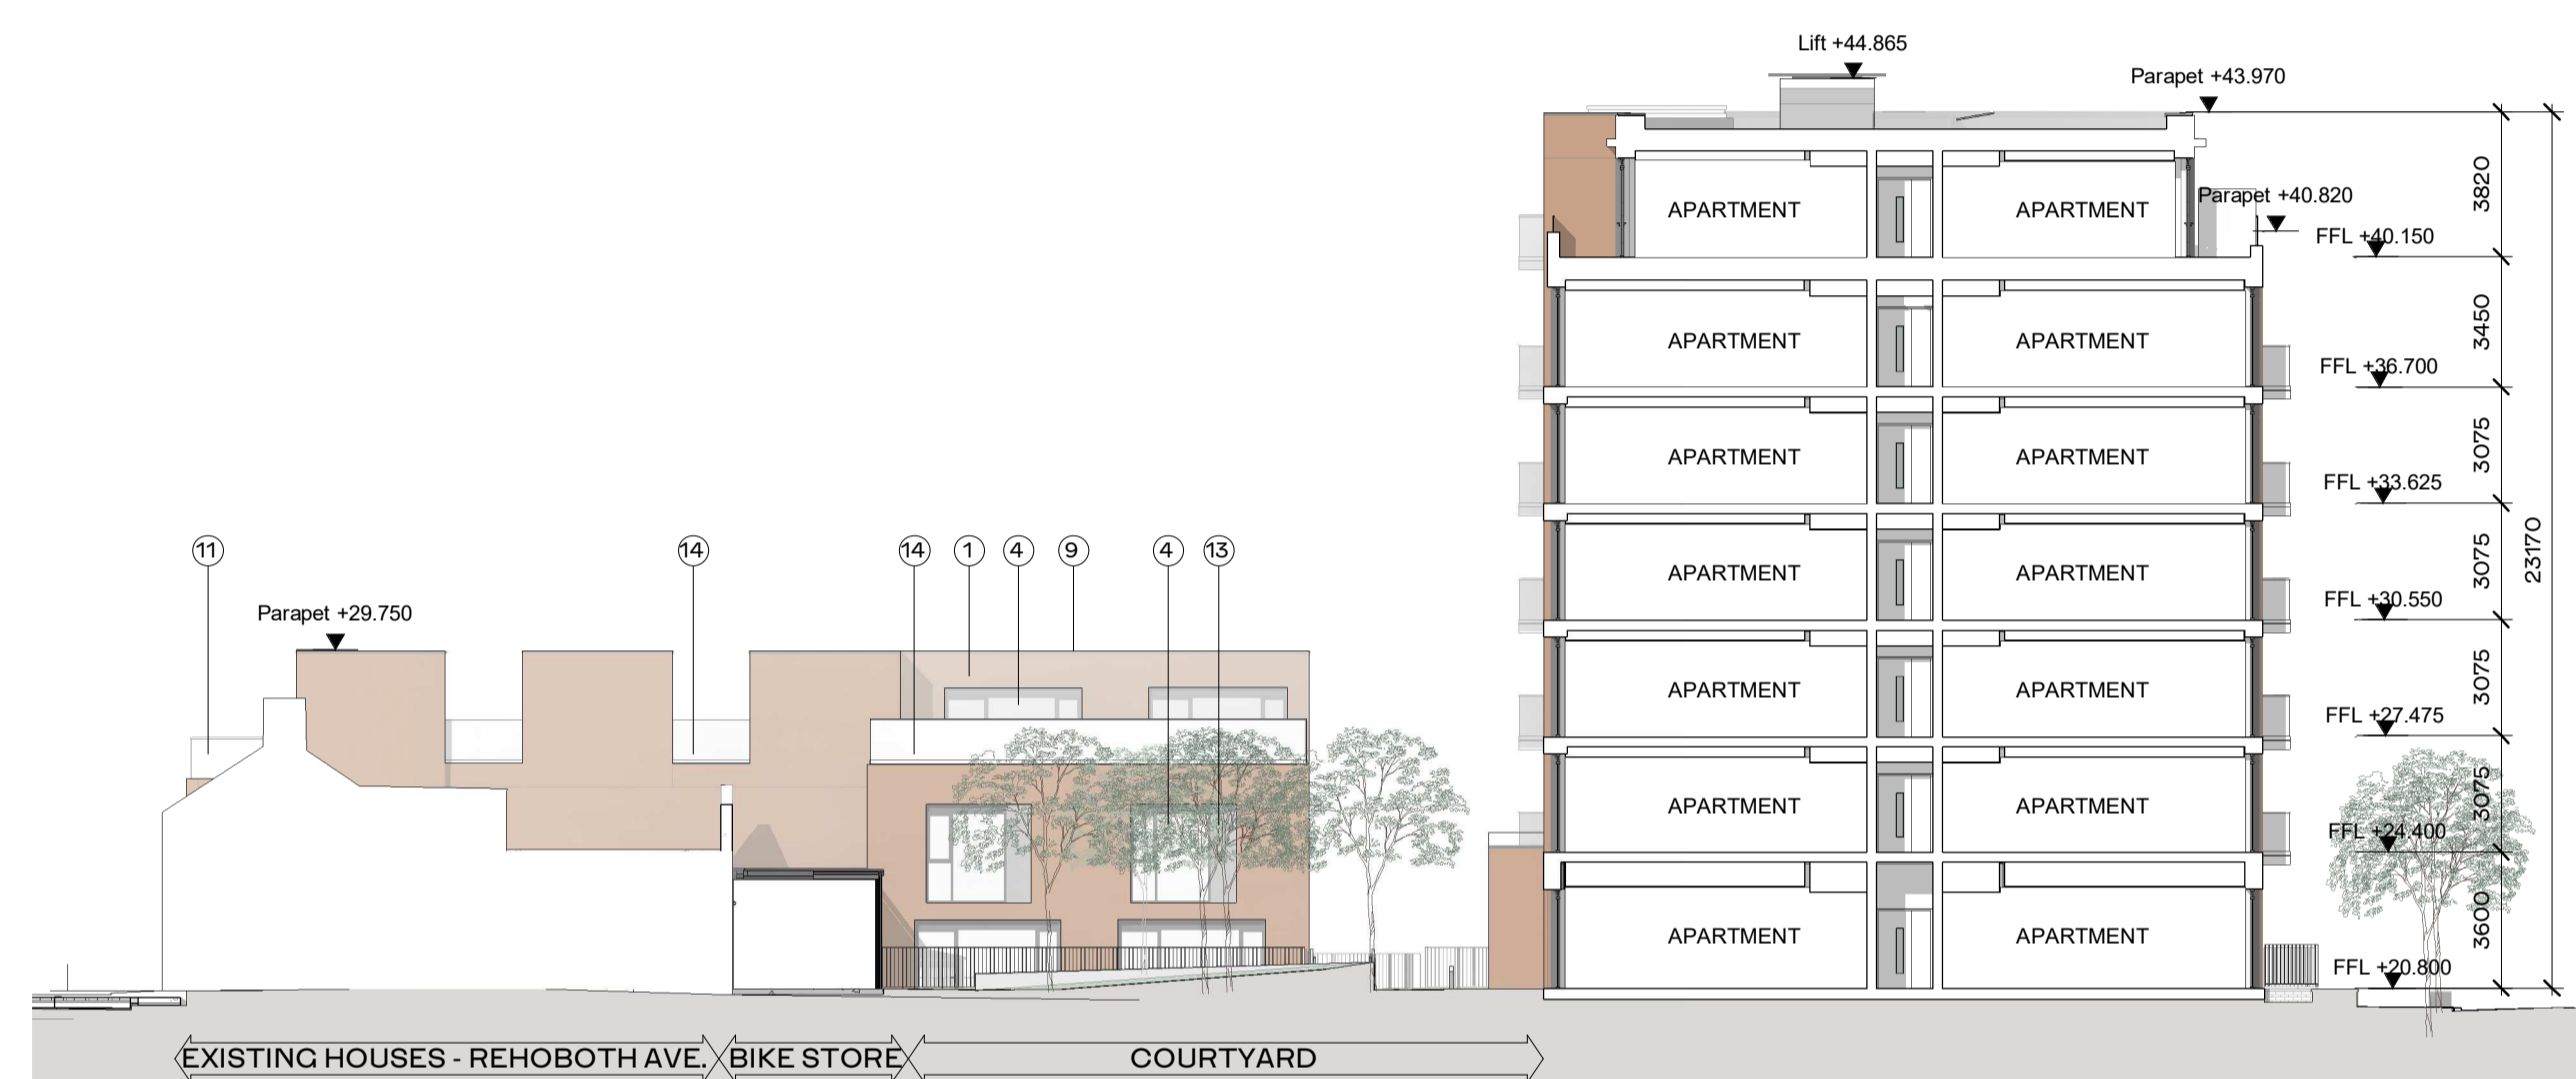 Lift +44.865
Parapet +43.970
3820
APARTMENT APARTMENT
Parapet +40.820
FFL +40.150
3450
APARTMENT APARTMENT
FFL +36.700
3075
APARTMENT APARTMENT
FFL +33.625
3075
APARTMENT APARTMENT
23170
11 14 14 1 4 9 4 13
FFL +30.550
Parapet +29.750
3075
APARTMENT APARTMENT
FFL +27.475
3075
APARTMENT APARTMENT
FFL +24.400
3600
APARTMENT APARTMENT
FFL +20.800
EXISTING HOUSES - REHOBOTH AVE. BIKE STORE COURTYARD